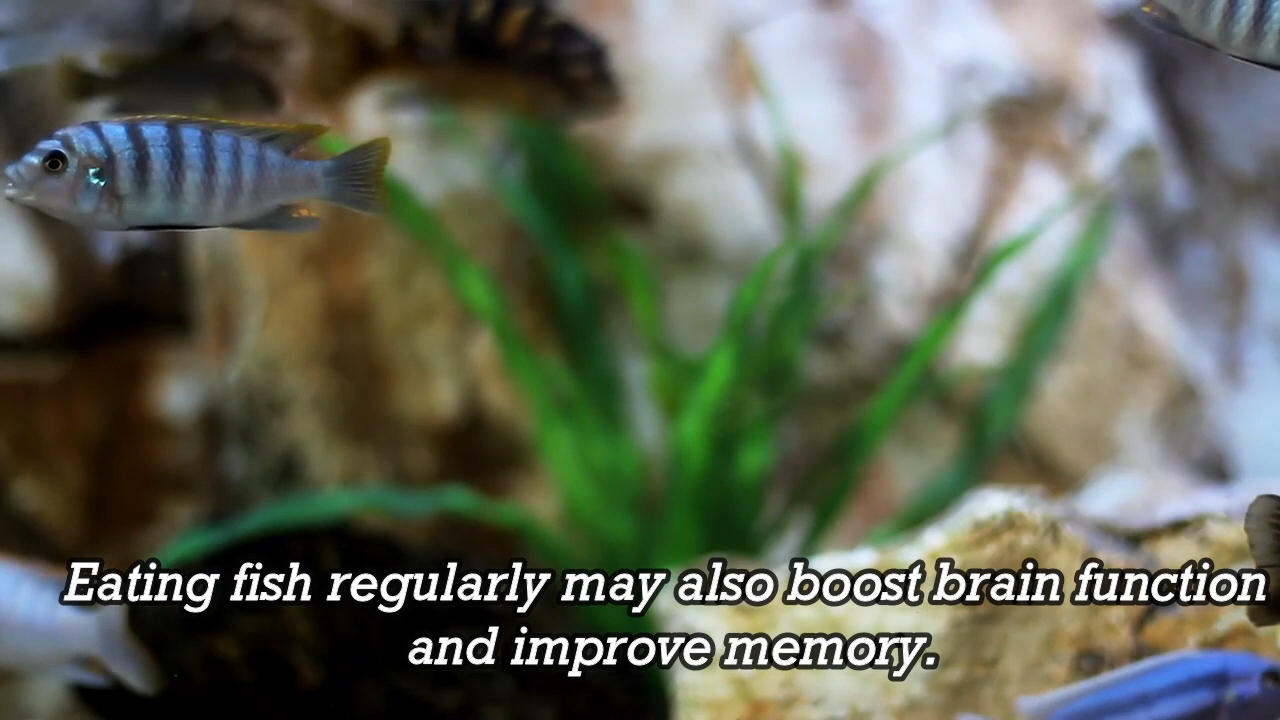 Eating fish regularly may also boost brain function
and improve memory.